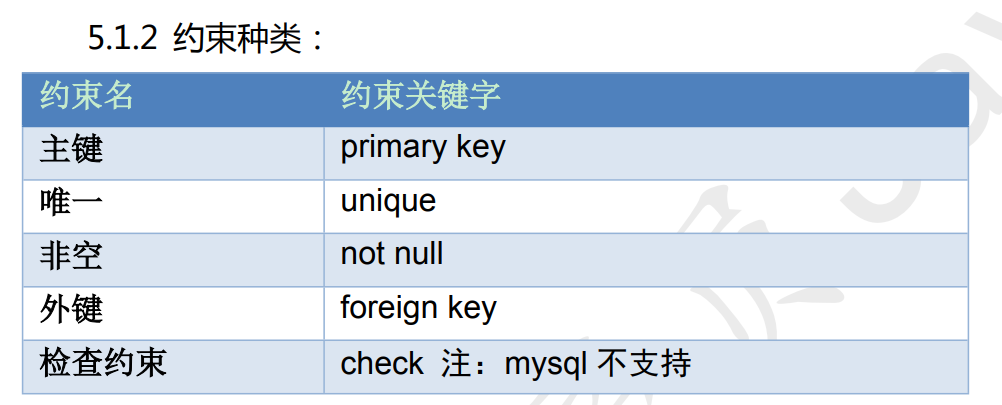 5.1.2 约束种类：
约束名 约束关键字
主键 primary key
唯一 unique
非空 not null
外键 foreign key
检查约束 check 注：mysql 不支持